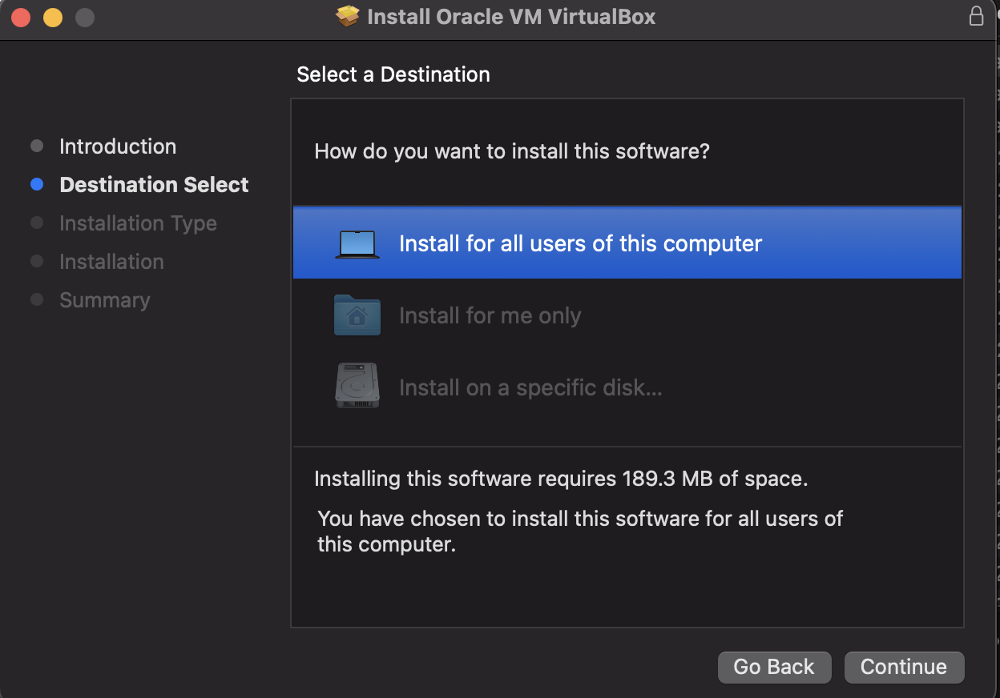 Install Oracle VM VirtualBox
Select a Destination
Introduction
Destination Select
Installation Type
Installation
Summary
How do you want to install this software?
Install for all users of this computer
Install for me only
Install on a specific disk...
Installing this software requires 189.3 MB of space.
You have chosen to install this software for all users of
this computer.
Go Back
Continue